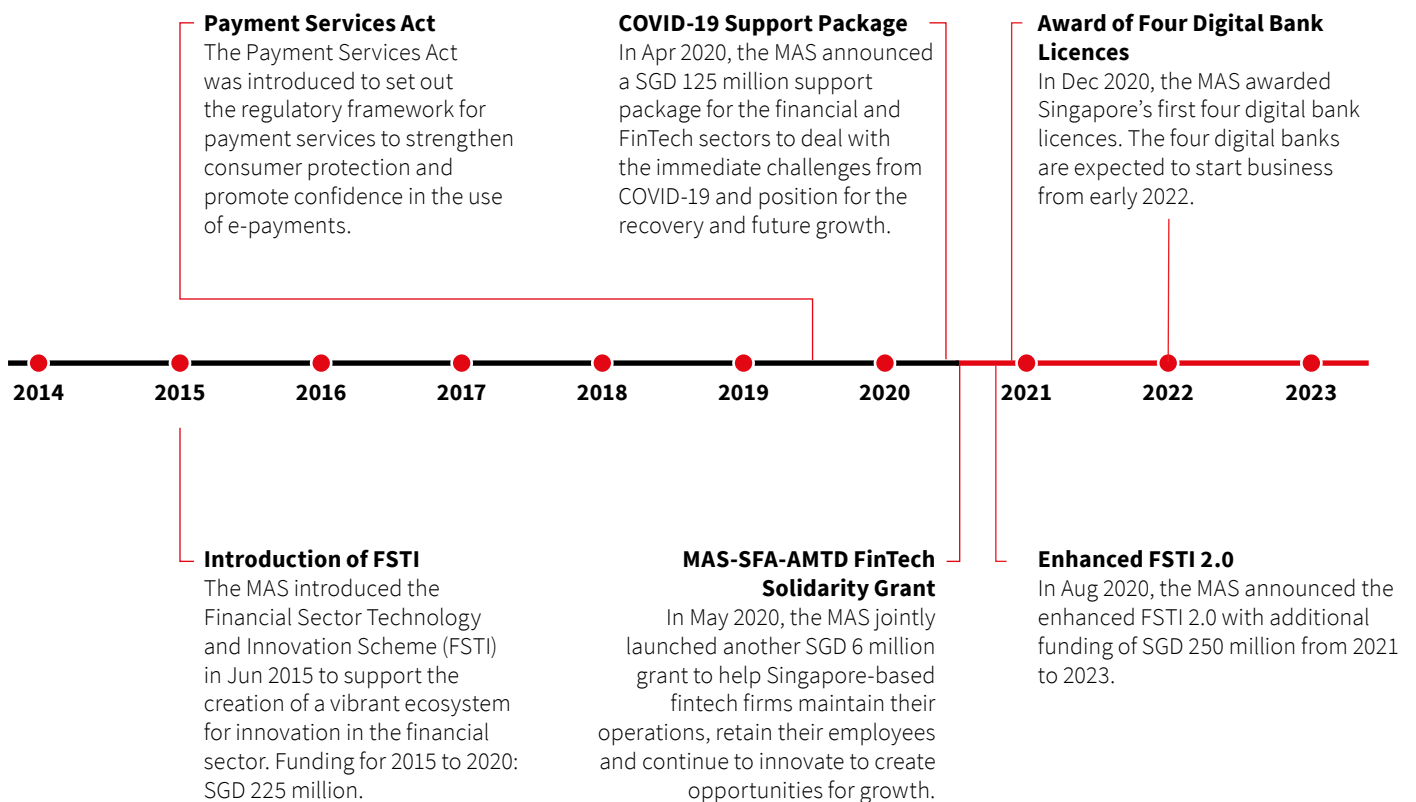 Payment Services Act
The Payment Services Act
was introduced to set out
the regulatory framework for
payment services to strengthen
consumer protection and
promote confidence in the use
of e-payments.
COVID-19 Support Package
In Apr 2020, the MAS announced
a SGD 125 million support
package for the financial and
FinTech sectors to deal with
the immediate challenges from
COVID-19 and position for the
recovery and future growth.
Award of Four Digital Bank
Licences
In Dec 2020, the MAS awarded
Singapore’s first four digital bank
licences. The four digital banks
are expected to start business
from early 2022.
2014 2015 2016 2017 2018 2019 2020 2021 2022 2023
Introduction of FSTI
The MAS introduced the
Financial Sector Technology
and Innovation Scheme (FSTI)
in Jun 2015 to support the
creation of a vibrant ecosystem
for innovation in the financial
sector. Funding for 2015 to 2020:
SGD 225 million.
MAS-SFA-AMTD FinTech
Solidarity Grant
In May 2020, the MAS jointly
launched another SGD 6 million
grant to help Singapore-based
fintech firms maintain their
operations, retain their employees
and continue to innovate to create
opportunities for growth.
Enhanced FSTI 2.0
In Aug 2020, the MAS announced the
enhanced FSTI 2.0 with additional
funding of SGD 250 million from 2021
to 2023.